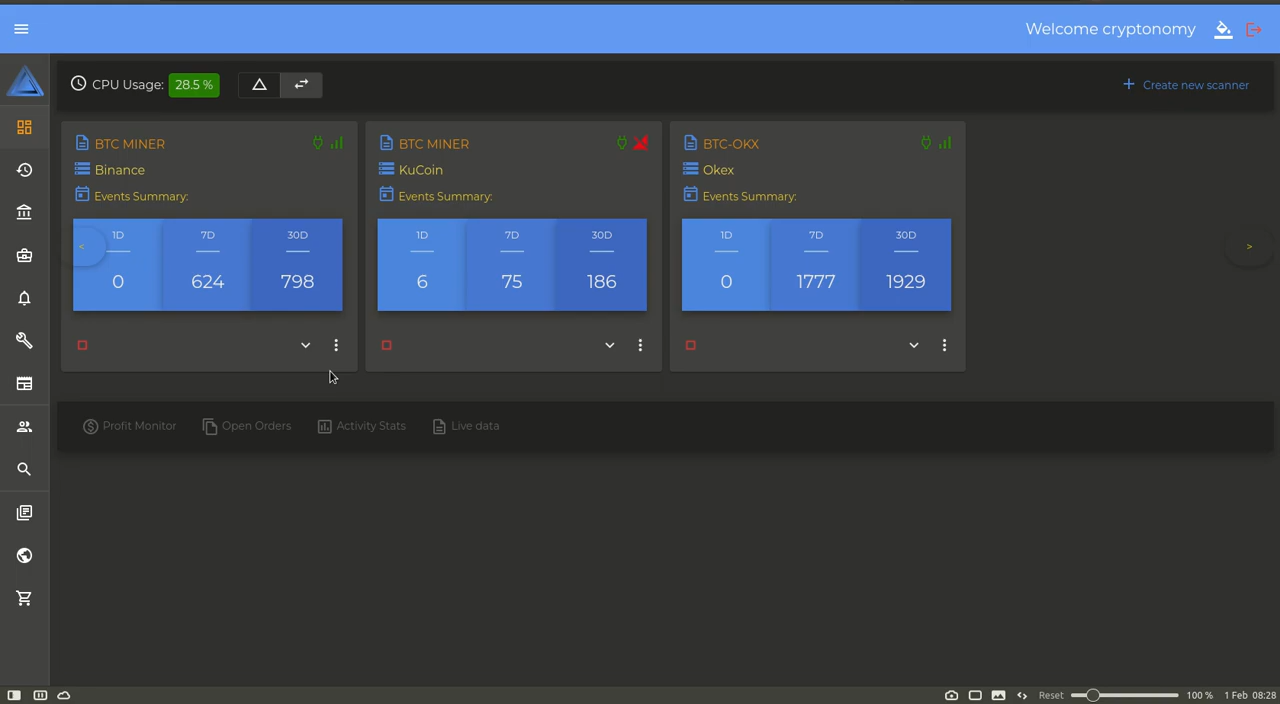 Welcome cryptonomy
CPU Usage: 28.5 %
+ Create new scanner
BTC MINER
Binance
Events Summary:
1D 7D 30D
0 624 798
BTC MINER
KuCoin
Events Summary:
1D 7D 30D
6 75 186
BTC-OKX
Okex
Events Summary:
1D 7D 30D
0 1777 1929
<
>
Profit Monitor Open Orders Activity Stats Live data
Reset 100 % 1 Feb 08:28